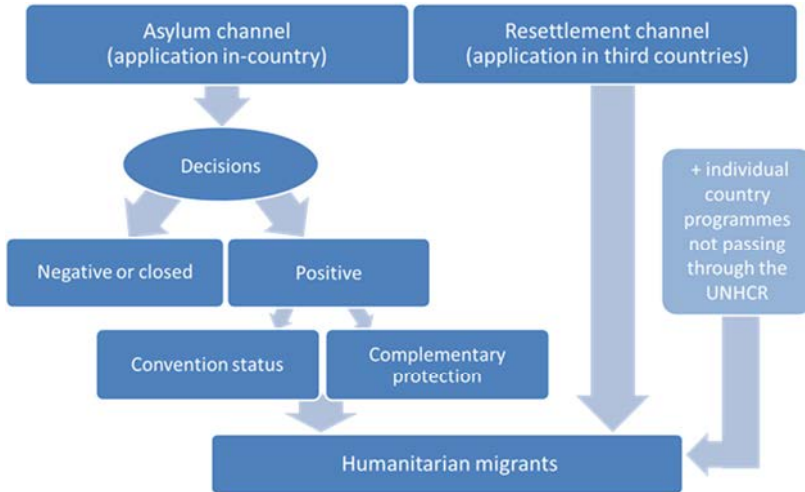 Asylum channel
(application in-country)
Resettlement channel
(application in third countries)
Decisions
+ individual
country
programmes
not passing
through the
UNHCR
Negative or closed
Positive
Convention status
Complementary
protection
Humanitarian migrants